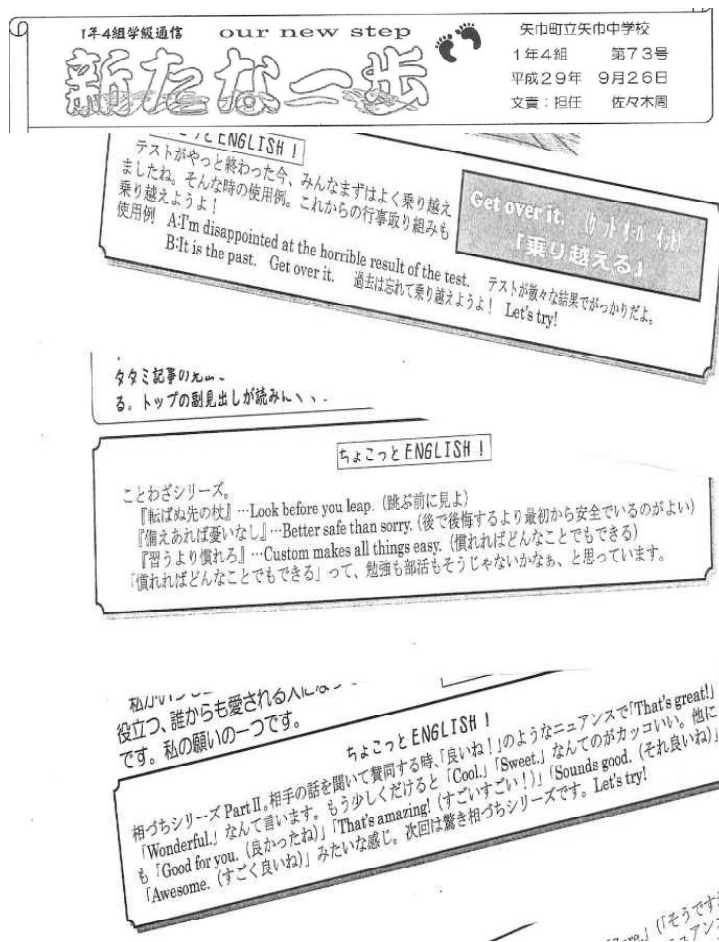 1年4組学級通信 our new step
新たな一歩
矢巾町立矢巾中学校
1年4組 第73号
平成29年 9月26日
文責：担任 佐々木周
ENGLISH！
テストがやっと終わった今、みんなまずはよく乗り越え
ましたね。そんな時の使用例。これからの行事取り組みも
乗り越えようよ！
使用例 A:I'm disappointed at the horrible result of the test. テストが散々な結果でがっかりだよ。
B:It is the past. Get over it. 過去は忘れて乗り越えようよ！ Let's try!
Get over it.
「乗り越える」
タタミ記事の
る。トップの副見出しが読み
ちょこっとENGLISH！
ことわざシリーズ。
『転ばぬ先の杖』…Look before you leap.（跳ぶ前に見よ）
『備えあれば憂いなし』…Better safe than sorry.（後で後悔するより最初から安全でいるのがよい）
『習うより慣れろ』…Custom makes all things easy.（慣れればどんなことでもできる）
「慣れればどんなことでもできる」って、勉強も部活もそうじゃないかなぁ、と思っています。
役立つ、誰からも愛される人に
です。私の願いの一つです。
ちょこっとENGLISH！
相づちシリーズ PartⅡ。相手の話を聞いて賛同する時、「良いね！」のようなニュアンスで「That's great!」
「Wonderful.」なんて言います。もう少しくだけると「Cool.」「Sweet.」なんてのがカッコいい。他に
も「Good for you.（良かったね）」「That's amazing!（すごいすごい！）」「Sounds good.（それ良いね）」
「Awesome.（すごく良いね）」みたいな感じ。次回は驚き相づちシリーズです。Let's try!